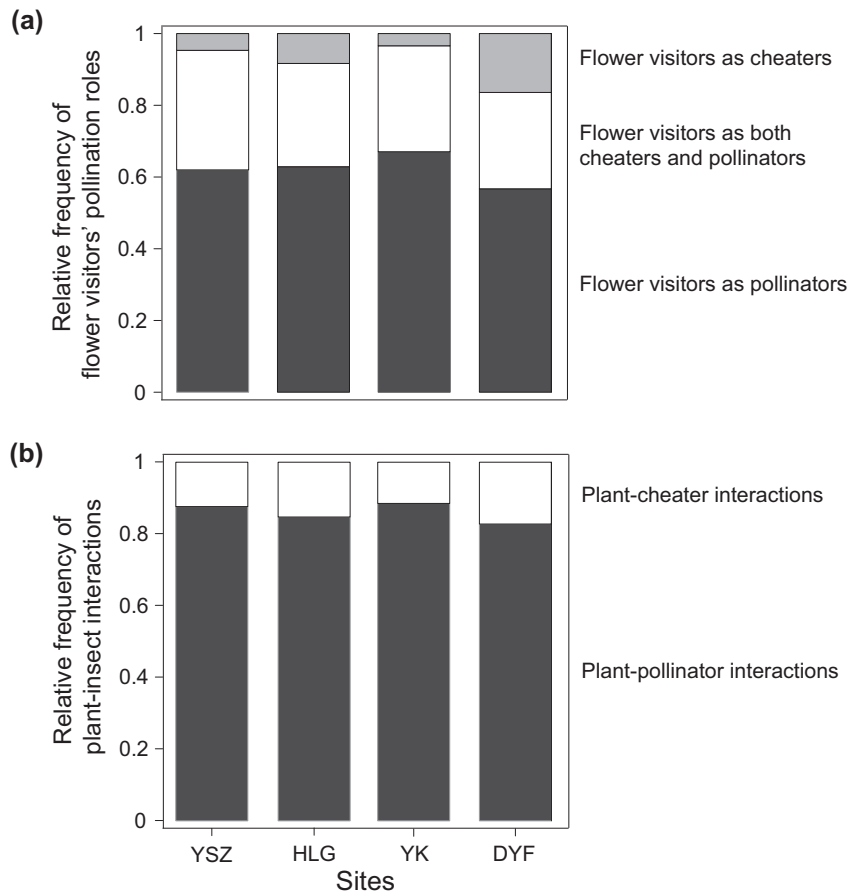 (a)
Relative frequency of
flower visitors' pollination roles
1
0.8
0.6
0.4
0.2
0
Flower visitors as cheaters
Flower visitors as both
cheaters and pollinators
Flower visitors as pollinators
(b)
Relative frequency of
plant-insect interactions
1
0.8
0.6
0.4
0.2
0
Plant-cheater interactions
Plant-pollinator interactions
YSZ HLG YK DYF
Sites